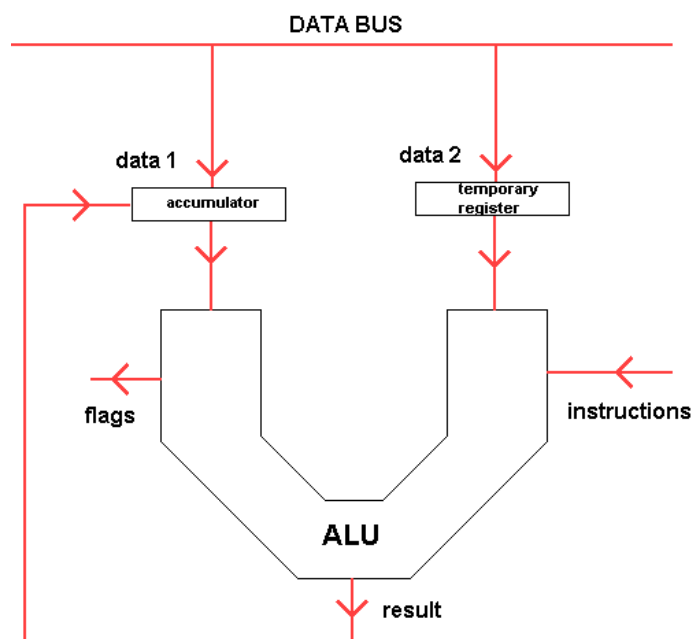 DATA BUS
data 1
data 2
accumulator
temporary
register
flags
instructions
ALU
result